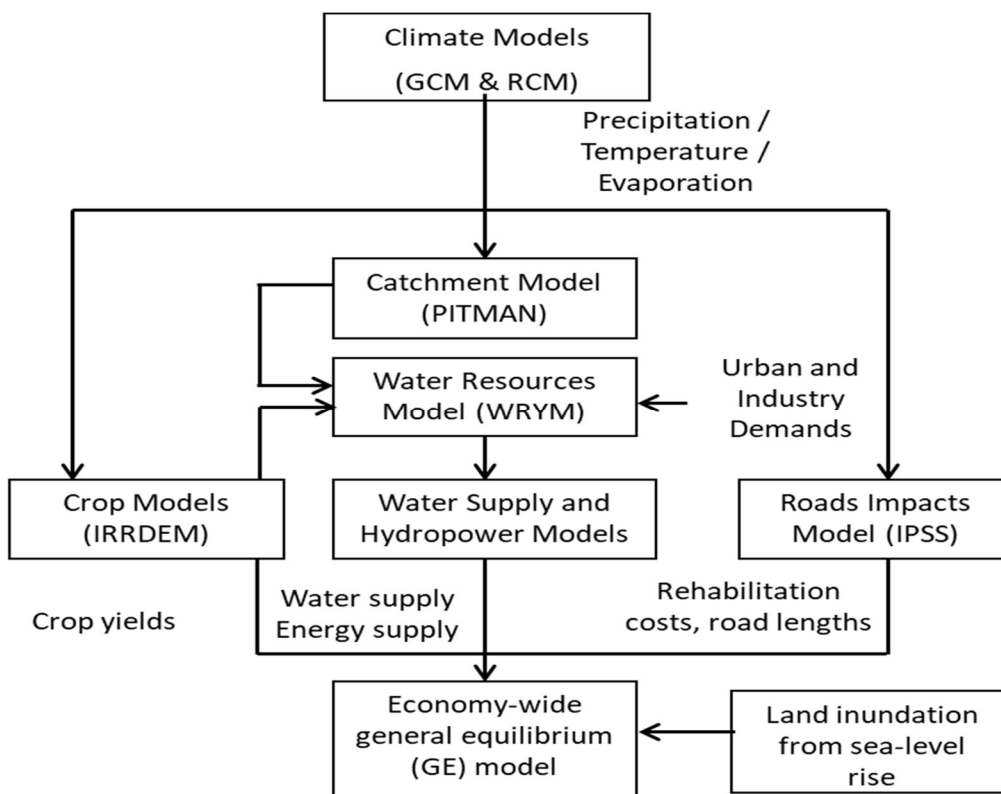 Climate Models
(GCM & RCM)
Precipitation /
Temperature /
Evaporation
Catchment Model
(PITMAN)
Water Resources
Model (WRYM)
Urban and
Industry
Demands
Crop Models
(IRRDEM)
Water Supply and
Hydropower Models
Roads Impacts
Model (IPSS)
Crop yields
Water supply
Energy supply
Rehabilitation
costs, road lengths
Economy-wide
general equilibrium
(GE) model
Land inundation
from sea-level
rise